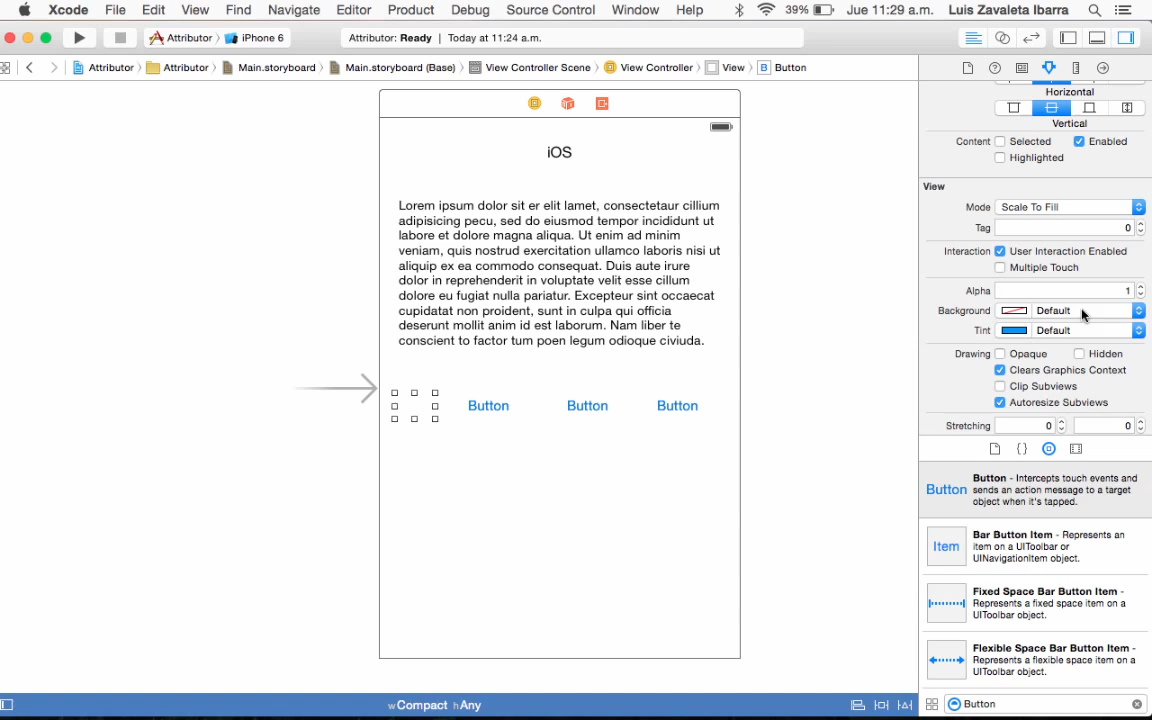 Xcode File Edit View Find Navigate Editor Product Debug Source Control Window Help 39% Jue 11:29 a.m. Luis Zavaleta Ibarra
Attributor iPhone 6 Attributor: Ready | Today at 11:24 a.m.
Attributor Attributor Main.storyboard Main.storyboard (Base) View Controller Scene View Controller View B Button
iOS
Lorem ipsum dolor sit er elit lamet, consectetaur cillium
adipisicing pecu, sed do eiusmod tempor incididunt ut
labore et dolore magna aliqua. Ut enim ad minim
veniam, quis nostrud exercitation ullamco laboris nisi ut
aliquip ex ea commodo consequat. Duis aute irure
dolor in reprehenderit in voluptate velit esse cillum
dolore eu fugiat nulla pariatur. Excepteur sint occaecat
cupidatat non proident, sunt in culpa qui officia
deserunt mollit anim id est laborum. Nam liber te
conscient to factor tum poen legum odioque civiuda.
Button Button Button
wCompact hAny
Horizontal
Vertical
Content Selected Enabled
Highlighted
View
Mode Scale To Fill
Tag 0
Interaction User Interaction Enabled
Multiple Touch
Alpha 1
Background Default
Tint Default
Drawing Opaque Hidden
Clears Graphics Context
Clip Subviews
Autoresize Subviews
Stretching 0 0
{}
Button Button - Intercepts touch events and
sends an action message to a target
object when it's tapped.
Item Bar Button Item - Represents an
item on a UIToolbar or
UINavigationItem object.
Fixed Space Bar Button Item -
Represents a fixed space item on a
UIToolbar object.
Flexible Space Bar Button Item -
Represents a flexible space item on a
UIToolbar object.
Button